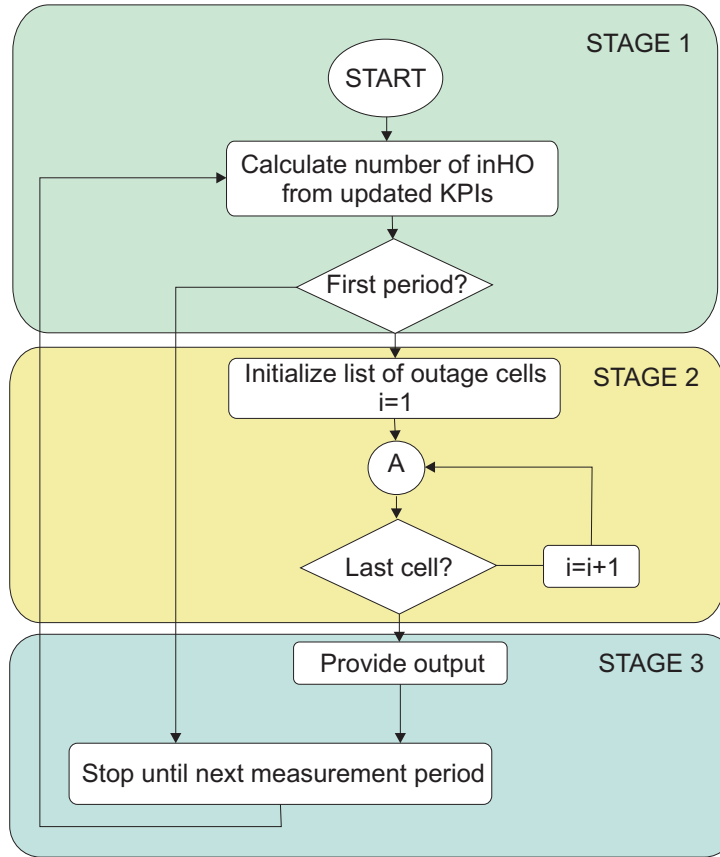 STAGE 1
START
Calculate number of inHO
from updated KPIs
First period?
Initialize list of outage cells
i=1
STAGE 2
A
Last cell?
i=i+1
Provide output
STAGE 3
Stop until next measurement period